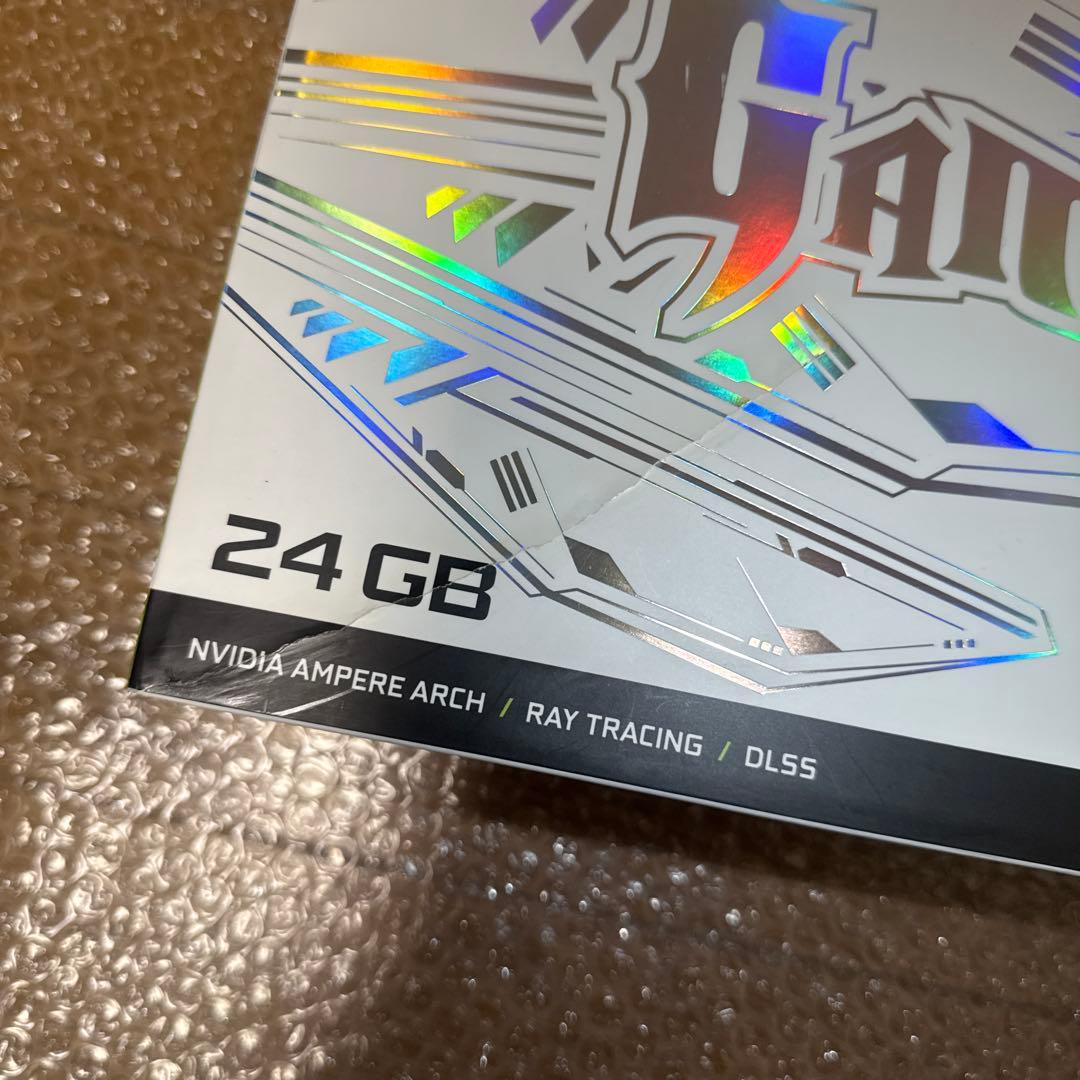 24 GB
NVIDIA AMPERE ARCH / RAY TRACING / DLSS